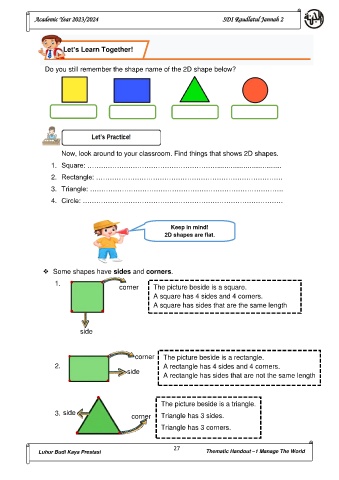 Academic Year 2023/2024 SDI Raudlatul Jannah 2
Let's Learn Together!
Do you still remember the shape name of the 2D shape below?
Let's Practice!
Now, look around to your classroom. Find things that shows 2D shapes.
1. Square: ……………………………………………………………………….
2. Rectangle: ……………………………………………………………………….
3. Triangle: ……………………………………………………………………….
4. Circle: ……………………………………………………………………….
Keep in mind!
2D shapes are flat.
❖ Some shapes have sides and corners.
1. corner
The picture beside is a square.
A square has 4 sides and 4 corners.
A square has sides that are the same length
side
2. corner
side
The picture beside is a rectangle.
A rectangle has 4 sides and 4 corners.
A rectangle has sides that are not the same length
3. side
corner
The picture beside is a triangle.
Triangle has 3 sides.
Triangle has 3 corners.
Luhur Budi Kaya Prestasi 27 Thematic Handout –1 Manage The World